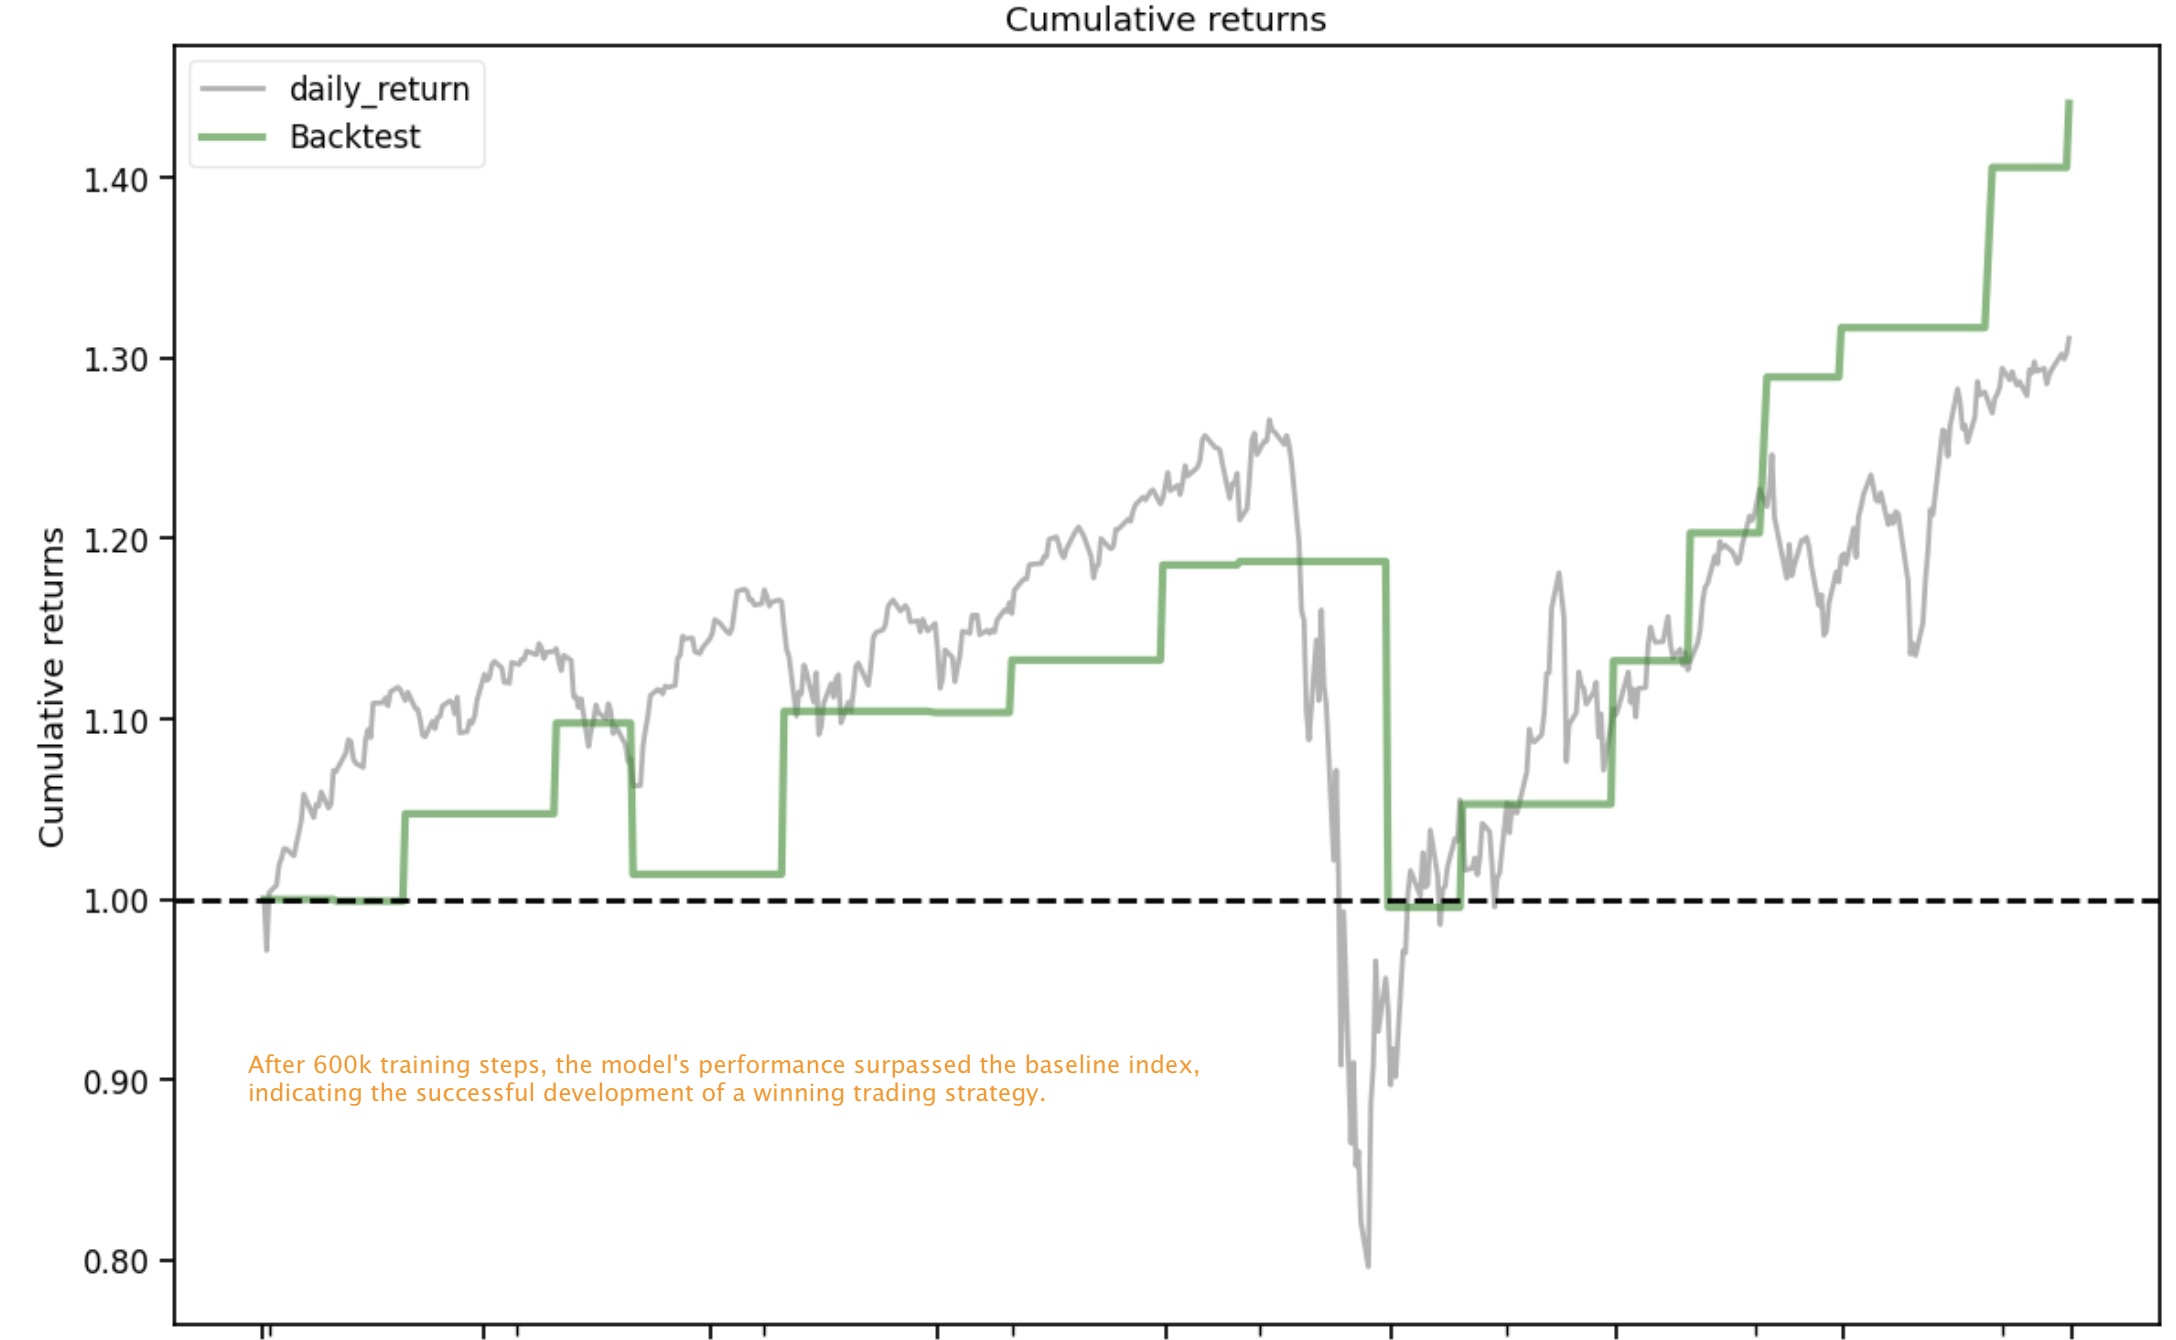 Cumulative returns
daily_return
Backtest
1.40
1.30
1.20
1.10
1.00
0.90
0.80
Cumulative returns
After 600k training steps, the model's performance surpassed the baseline index,
indicating the successful development of a winning trading strategy.